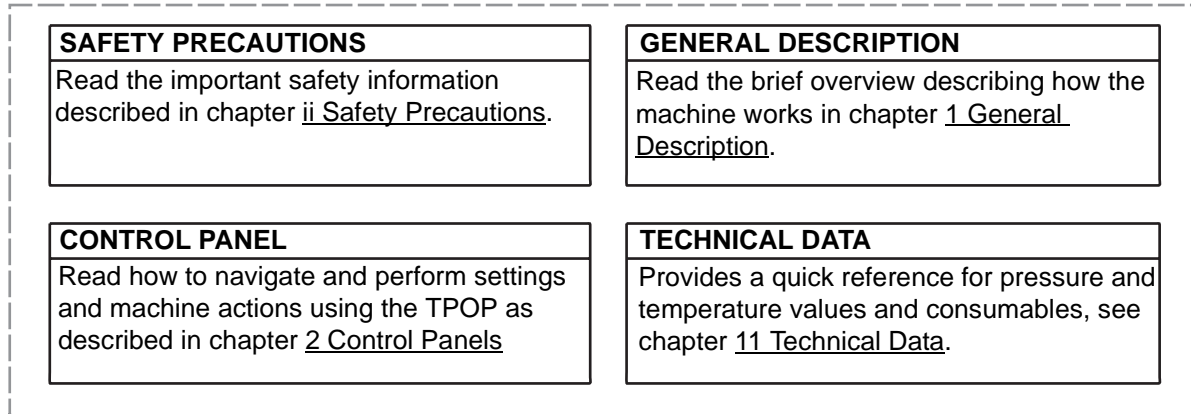 SAFETY PRECAUTIONS
Read the important safety information
described in chapter ii Safety Precautions.
GENERAL DESCRIPTION
Read the brief overview describing how the
machine works in chapter 1 General
Description.
CONTROL PANEL
Read how to navigate and perform settings
and machine actions using the TPOP as
described in chapter 2 Control Panels
TECHNICAL DATA
Provides a quick reference for pressure and
temperature values and consumables, see
chapter 11 Technical Data.